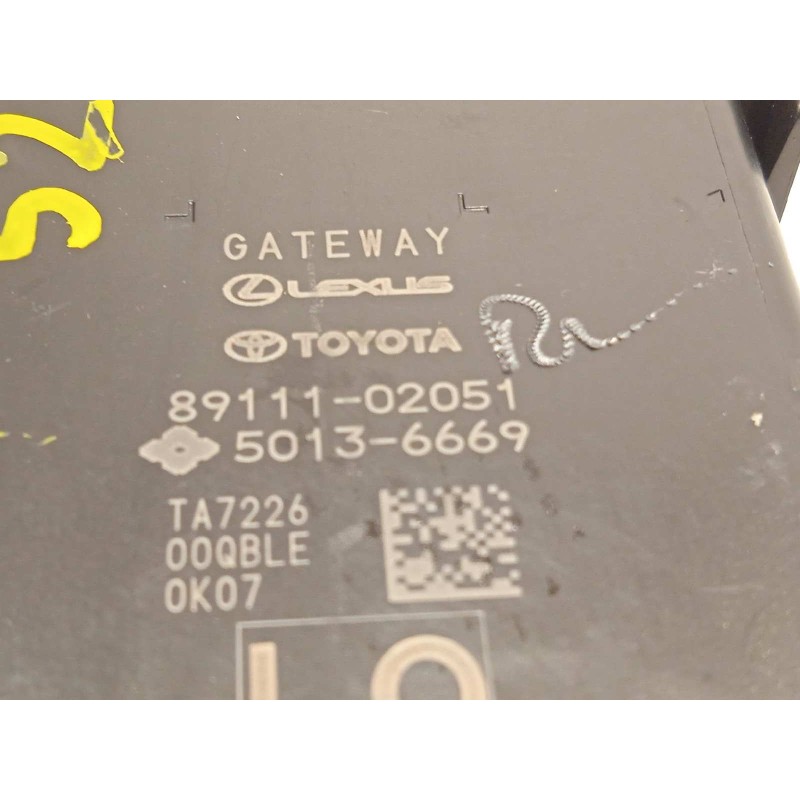 GATEWAY
LEXUS
TOYOTA
89111-02051
5013-6669
TA7226
00QBLE
0K07